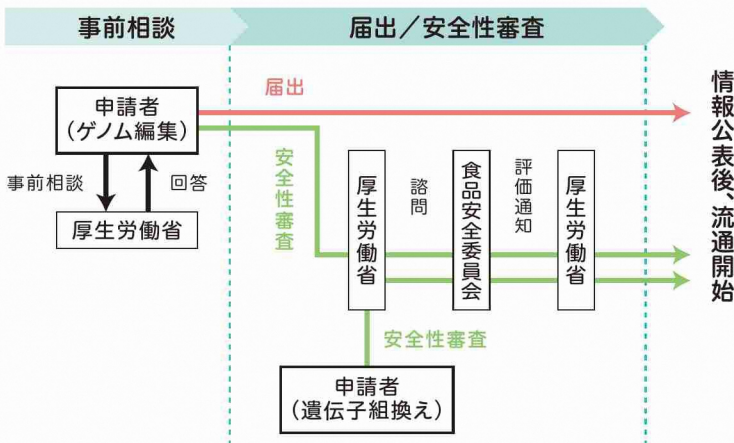 事前相談
届出／安全性審査
届出
申請者
（ゲノム編集）
事前相談
回答
厚生労働省
安全性審査
厚生労働省
諮問
食品安全委員会
評価通知
厚生労働省
情報公表後、流通開始
安全性審査
申請者
（遺伝子組換え）